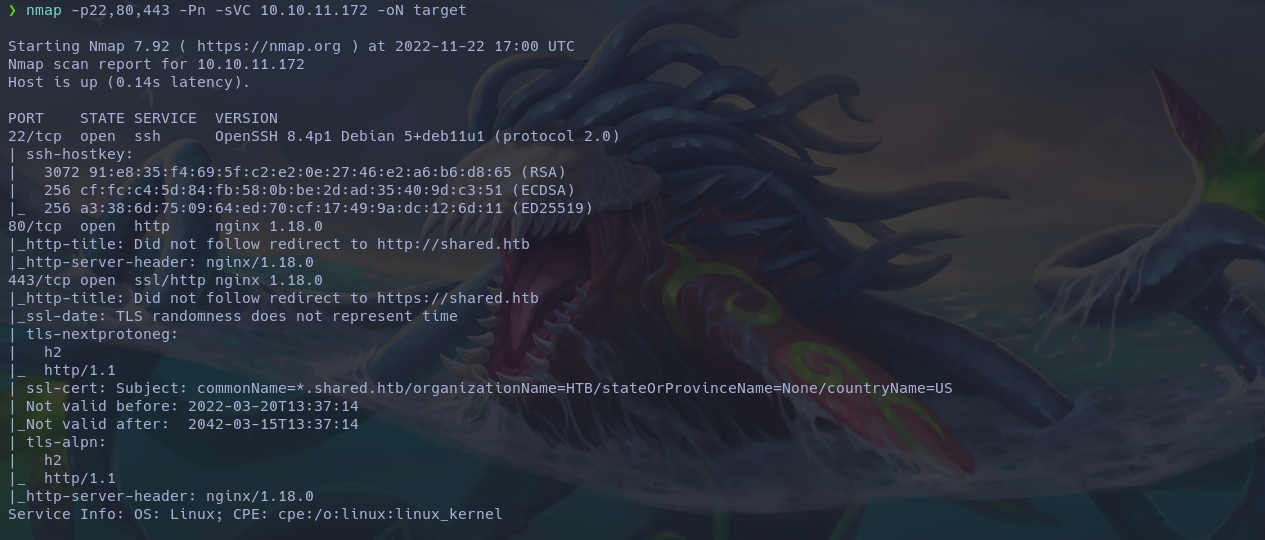 ❯ nmap -p22,80,443 -Pn -sVC 10.10.11.172 -oN target
Starting Nmap 7.92 ( https://nmap.org ) at 2022-11-22 17:00 UTC
Nmap scan report for 10.10.11.172
Host is up (0.14s latency).
PORT    STATE SERVICE  VERSION
22/tcp  open  ssh      OpenSSH 8.4p1 Debian 5+deb11u1 (protocol 2.0)
| ssh-hostkey:
|   3072 91:e8:35:f4:69:5f:c2:e2:0e:27:46:e2:a6:b6:d8:65 (RSA)
|   256 cf:fc:c4:5d:84:fb:58:0b:be:2d:ad:35:40:9d:c3:51 (ECDSA)
|_  256 a3:38:6d:75:09:64:ed:70:cf:17:49:9a:dc:12:6d:11 (ED25519)
80/tcp  open  http     nginx 1.18.0
|_http-title: Did not follow redirect to http://shared.htb
|_http-server-header: nginx/1.18.0
443/tcp open  ssl/http nginx 1.18.0
|_http-title: Did not follow redirect to https://shared.htb
|_ssl-date: TLS randomness does not represent time
| tls-nextprotoneg:
|   h2
|_  http/1.1
| ssl-cert: Subject: commonName=*.shared.htb/organizationName=HTB/stateOrProvinceName=None/countryName=US
| Not valid before: 2022-03-20T13:37:14
|_Not valid after:  2042-03-15T13:37:14
| tls-alpn:
|   h2
|_  http/1.1
|_http-server-header: nginx/1.18.0
Service Info: OS: Linux; CPE: cpe:/o:linux:linux_kernel